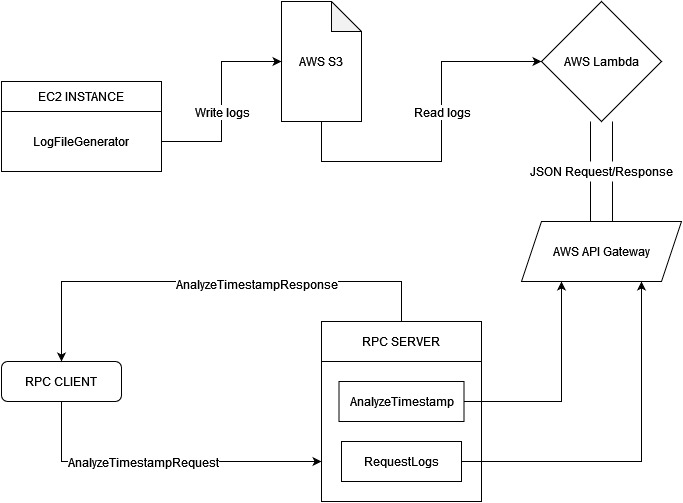 AWS S3
AWS Lambda
EC2 INSTANCE
Write logs
Read logs
LogFileGenerator
JSON Request/Response
AWS API Gateway
AnalyzeTimestampResponse
RPC SERVER
RPC CLIENT
AnalyzeTimestamp
AnalyzeTimestampRequest
RequestLogs